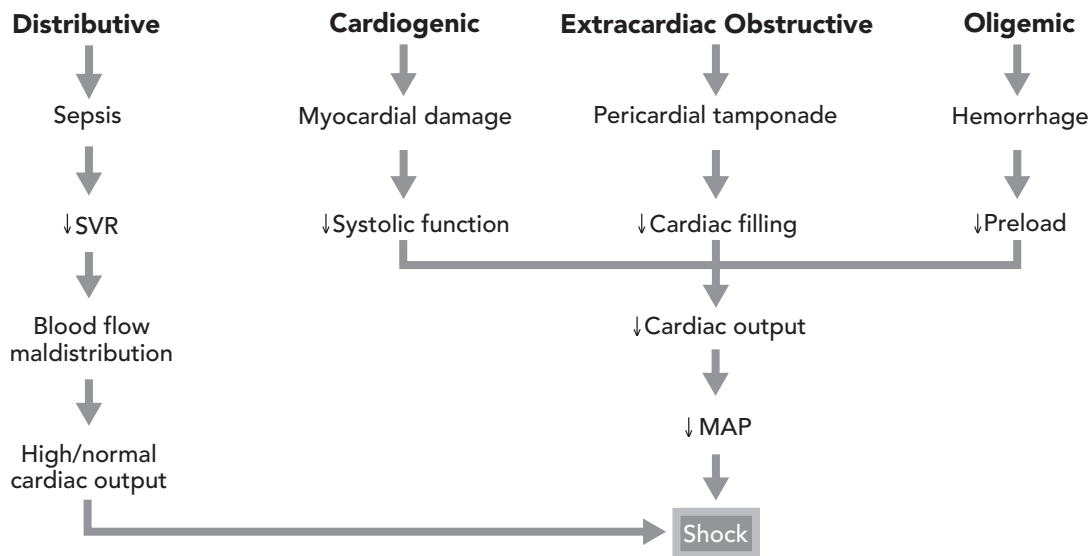 Distributive
Cardiogenic
Extracardiac Obstructive
Oligemic
Sepsis
Myocardial damage
Pericardial tamponade
Hemorrhage
↓SVR
↓Systolic function
↓Cardiac filling
↓Preload
Blood flow
maldistribution
↓Cardiac output
↓MAP
High/normal
cardiac output
Shock